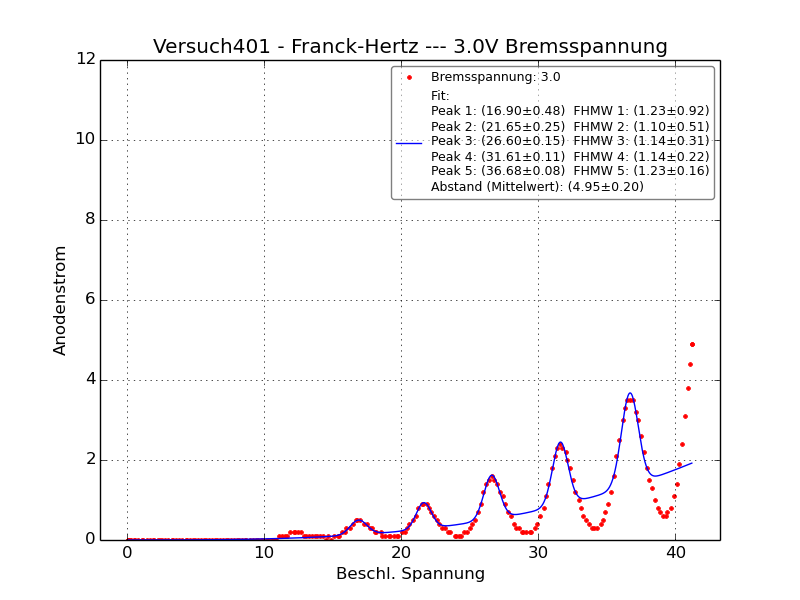 Versuch401 - Franck-Hertz --- 3.0V Bremsspannung
12
10
8
6
4
2
0
Anodenstrom
Bremsspannung: 3.0
Fit:
Peak 1: (16.90±0.48) FHMW 1: (1.23±0.92)
Peak 2: (21.65±0.25) FHMW 2: (1.10±0.51)
Peak 3: (26.60±0.15) FHMW 3: (1.14±0.31)
Peak 4: (31.61±0.11) FHMW 4: (1.14±0.22)
Peak 5: (36.68±0.08) FHMW 5: (1.23±0.16)
Abstand (Mittelwert): (4.95±0.20)
0 10 20 30 40
Beschl. Spannung